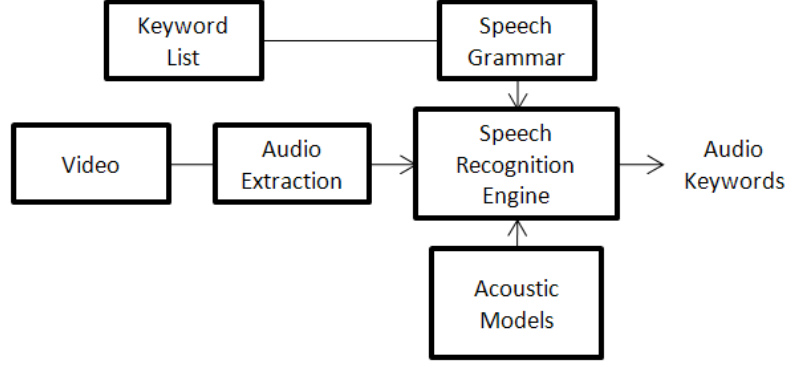 Keyword
List
Speech
Grammar
Video
Audio
Extraction
Speech
Recognition
Engine
Audio
Keywords
Acoustic
Models